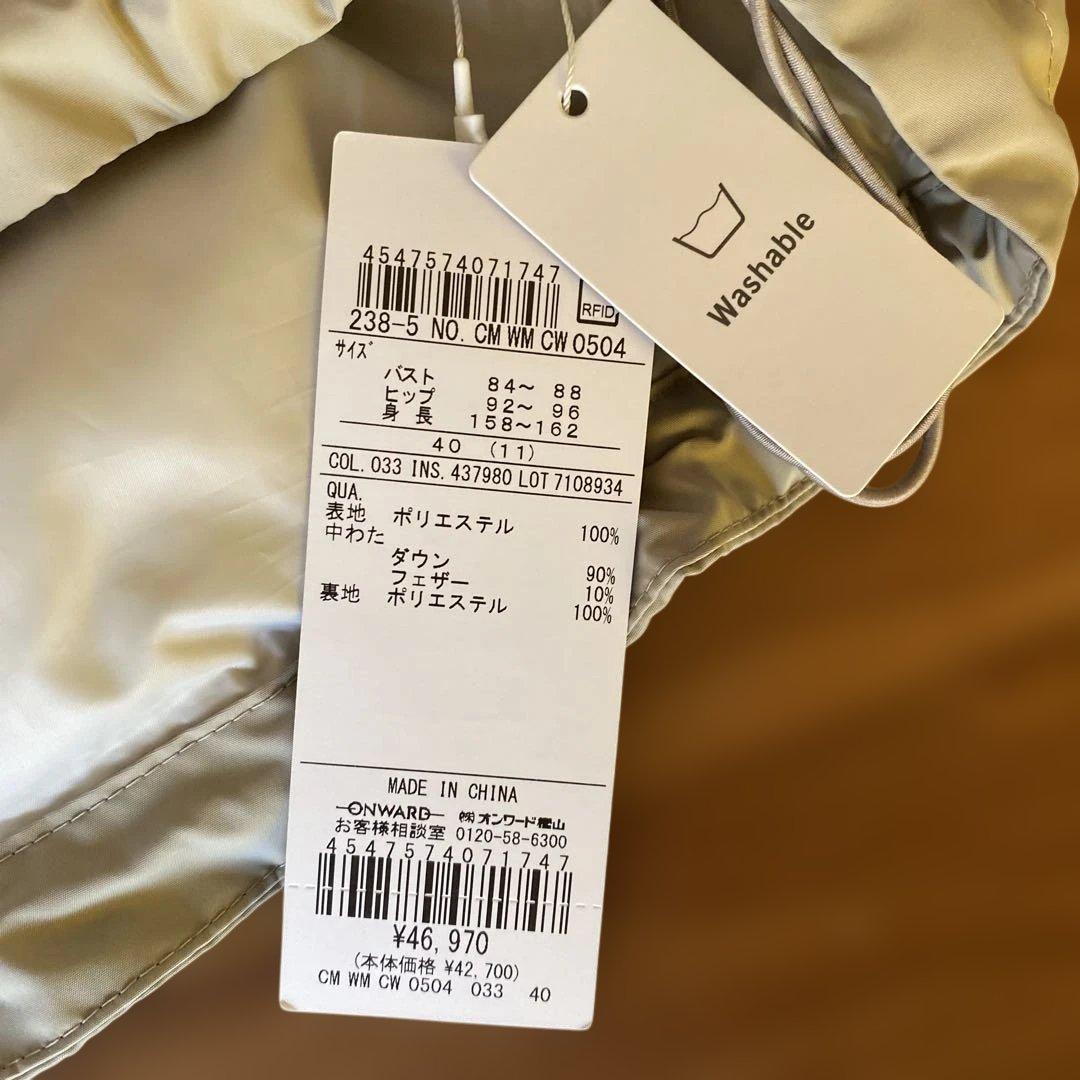 Washable
4547574071747
RFID
238-5 NO. CM WM CW 0504
サイズ
バスト 84～ 88
ヒップ 92～ 96
身 長 158～162
40 (11)
COL. 033 INS. 437980 LOT 7108934
QUA.
表地 ポリエステル 100%
中わた
ダウン 90%
フェザー 10%
裏地 ポリエステル 100%
MADE IN CHINA
ONWARD ㈱オンワード樫山
お客様相談室 0120-58-6300
4547574071747
¥46,970
(本体価格 ¥42,700)
CM WM CW 0504 033 40